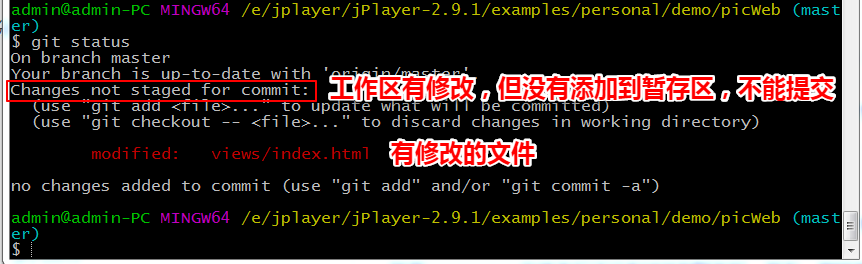 admin@admin-PC MINGW64 /e/jplayer/jPlayer-2.9.1/examples/personal/demo/picWeb (mast
er)
$ git status
On branch master
Your branch is up-to-date with 'origin/master'.
Changes not staged for commit: 工作区有修改，但没有添加到暂存区，不能提交
(use "git add <file>..." to update what will be committed)
(use "git checkout -- <file>..." to discard changes in working directory)
modified: views/index.html 有修改的文件
no changes added to commit (use "git add" and/or "git commit -a")
admin@admin-PC MINGW64 /e/jplayer/jPlayer-2.9.1/examples/personal/demo/picWeb (mast
er)
$